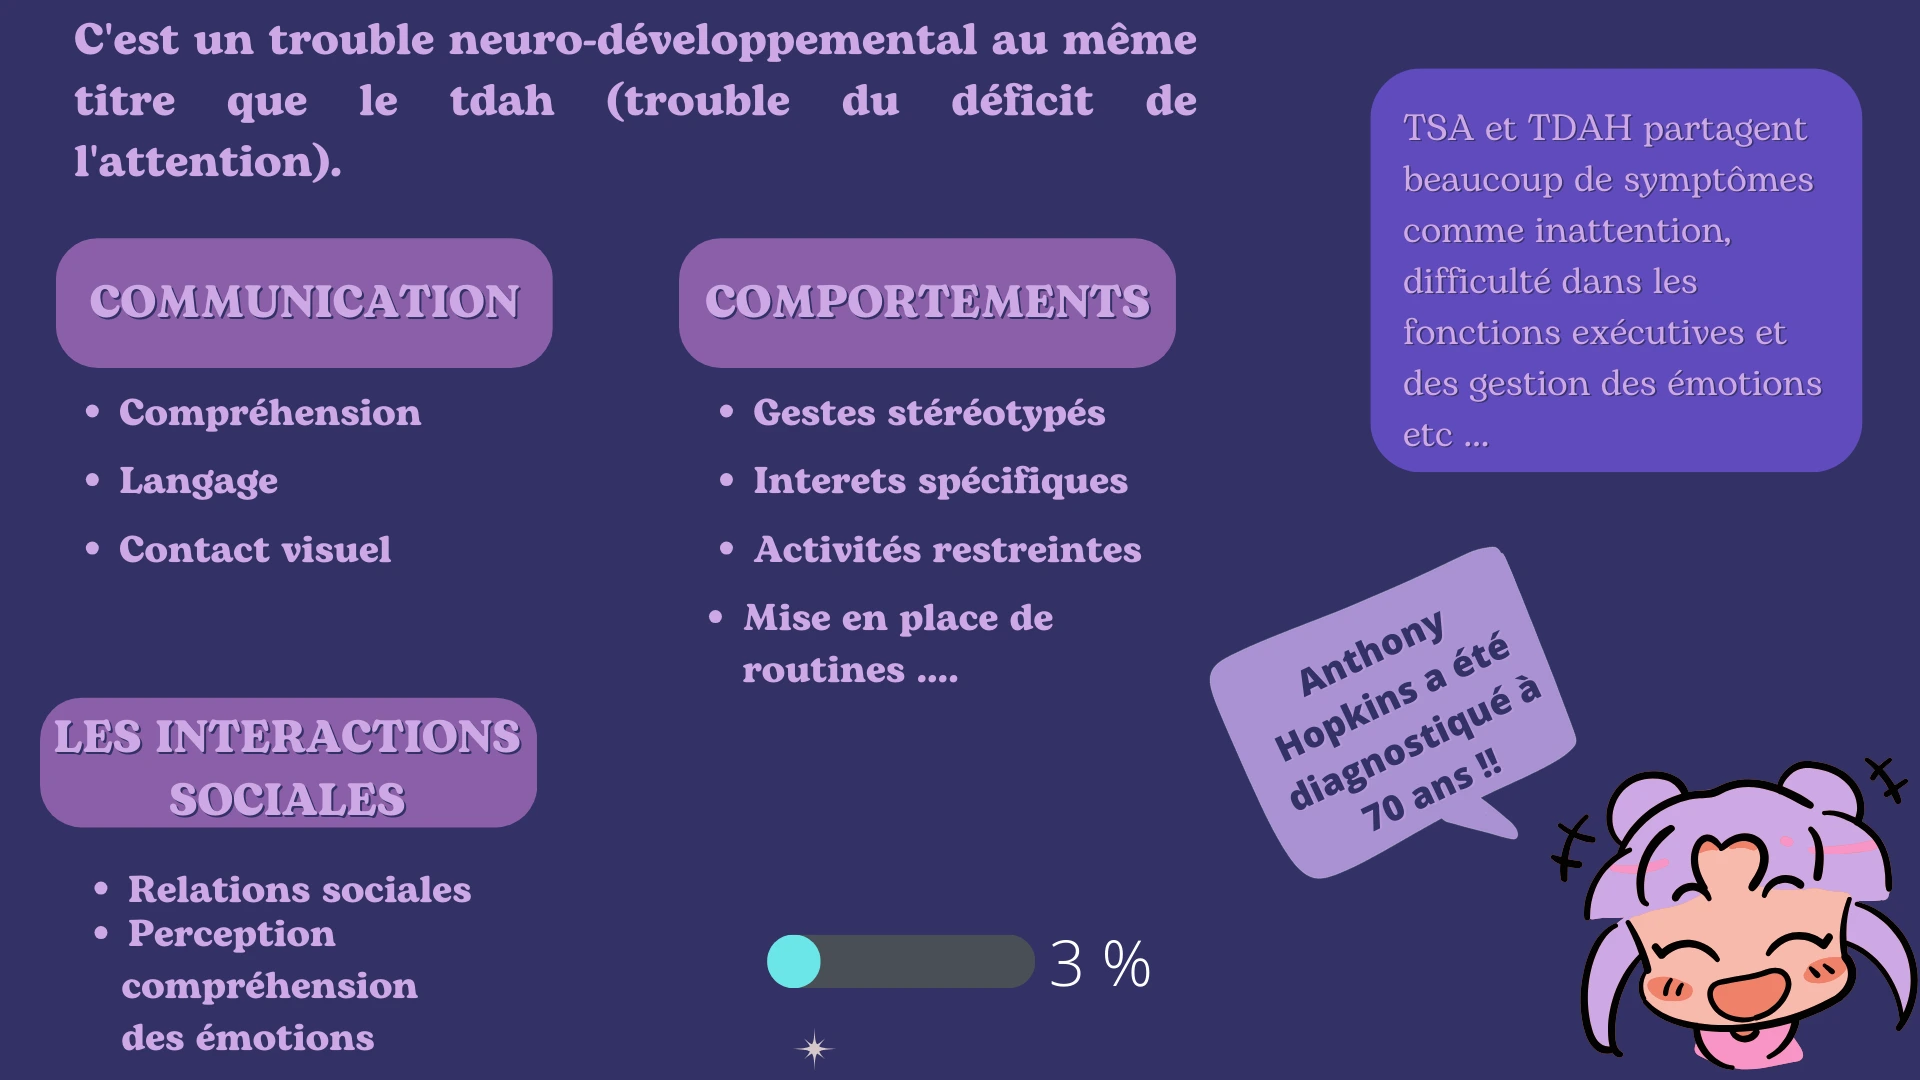 C'est un trouble neuro-développemental au même
titre que le tdah (trouble du déficit de
l'attention).
COMMUNICATION
Compréhension
Langage
Contact visuel
COMPORTEMENTS
Gestes stéréotypés
Interets spécifiques
Activités restreintes
Mise en place de
routines ....
LES INTERACTIONS
SOCIALES
Relations sociales
Perception
compréhension
des émotions
TSA et TDAH partagent
beaucoup de symptômes
comme inattention,
difficulté dans les
fonctions exécutives et
des gestion des émotions
etc ...
Anthony
Hopkins a été
diagnostiqué à
70 ans !!
3 %